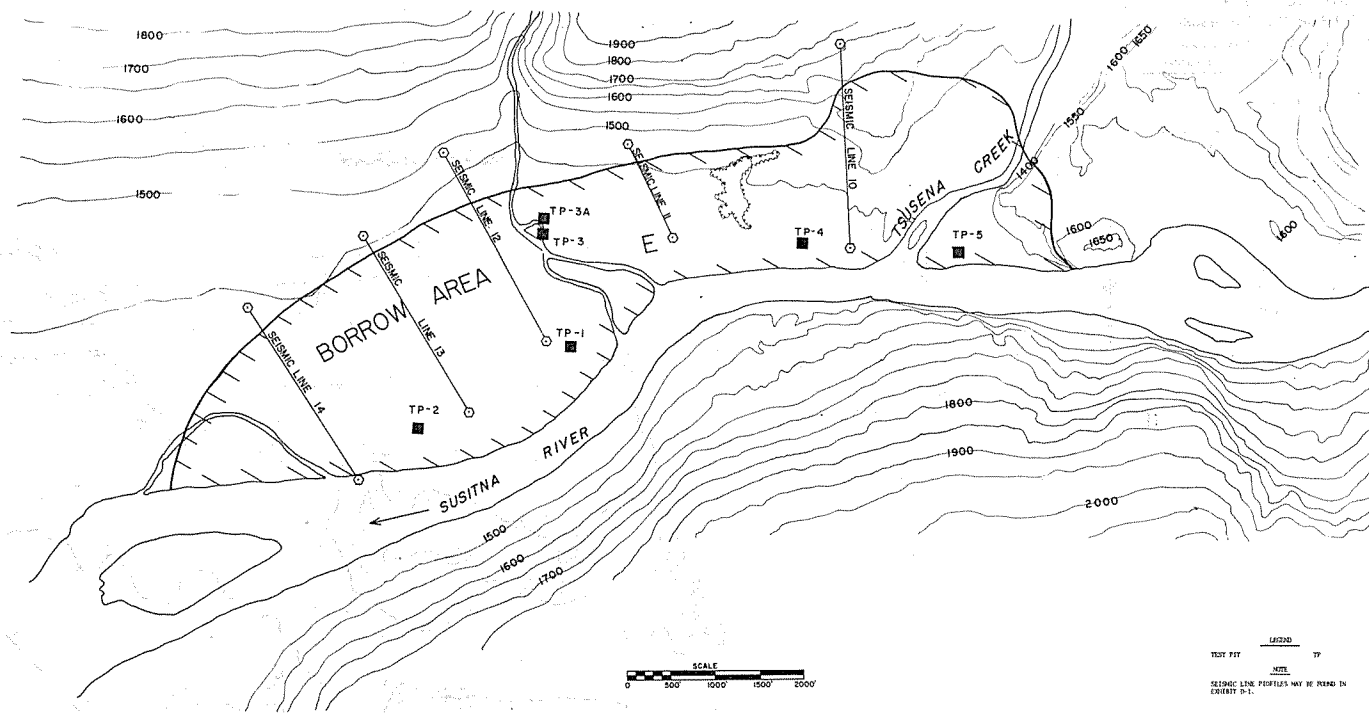 1800
1700
1600
1500
1900
1800
1700
1600
1500
1600
1650
1550
1400
SEISMIC LINE 10
TSUSENA CREEK
SEISMIC LINE 11
SEISMIC LINE 12
TP-3A
TP-3
E
TP-4
TP-5
1600
1650
1600
SEISMIC LINE 13
BORROW AREA
SEISMIC LINE 14
TP-1
TP-2
SUSITNA RIVER
1800
1900
2000
1500
1600
1700
SCALE
0 500' 1000' 1500' 2000'
LEGEND
TEST PIT TP
NOTE
SEISMIC LINE PROFILES MAY BE FOUND IN
EXHIBIT D-1.